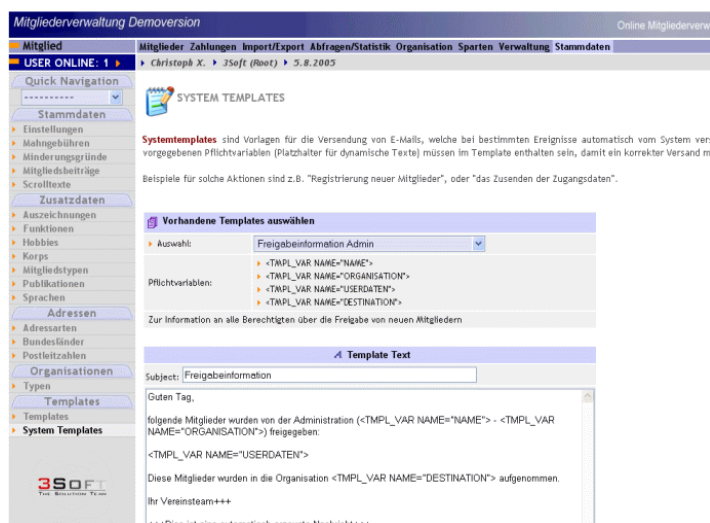 Mitgliederverwaltung Demoversion
Online Mitgliederverw
Mitglied
Mitglieder Zahlungen Import/Export Abfragen/Statistik Organisation Sparten Verwaltung Stammdaten
USER ONLINE: 1
Christoph X. 3Soft (Root) 5.8.2005
Quick Navigation
----------
Stammdaten
Einstellungen
Mahngebühren
Minderungsgründe
Mitgliedsbeiträge
Scrolltexte
Zusatzdaten
Auszeichnungen
Funktionen
Hobbies
Korps
Mitgliedstypen
Publikationen
Sprachen
Adressen
Adressarten
Bundesländer
Postleitzahlen
Organisationen
Typen
Templates
Templates
System Templates
3SOFT
The Solution Team
SYSTEM TEMPLATES
Systemtemplates sind Vorlagen für die Versendung von E-Mails, welche bei bestimmten Ereignisse automatisch vom System vers
vorgegebenen Pflichtvariablen (Platzhalter für dynamische Texte) müssen im Template enthalten sein, damit ein korrekter Versand m
Beispiele für solche Aktionen sind z.B. "Registrierung neuer Mitglieder", oder "das Zusenden der Zugangsdaten".
Vorhandene Templates auswählen
Auswahl: Freigabeinformation Admin
Pflichtvariablen:
<TMPL_VAR NAME="NAME">
<TMPL_VAR NAME="ORGANISATION">
<TMPL_VAR NAME="USERDATEN">
<TMPL_VAR NAME="DESTINATION">
Zur Information an alle Berechtigten über die Freigabe von neuen Mitgliedern
Template Text
Subject: Freigabeinformation
Guten Tag,
folgende Mitglieder wurden von der Administration (<TMPL_VAR NAME="NAME"> - <TMPL_VAR
NAME="ORGANISATION">) freigegeben:
<TMPL_VAR NAME="USERDATEN">
Diese Mitglieder wurden in die Organisation <TMPL_VAR NAME="DESTINATION"> aufgenommen.
Ihr Vereinsteam+++